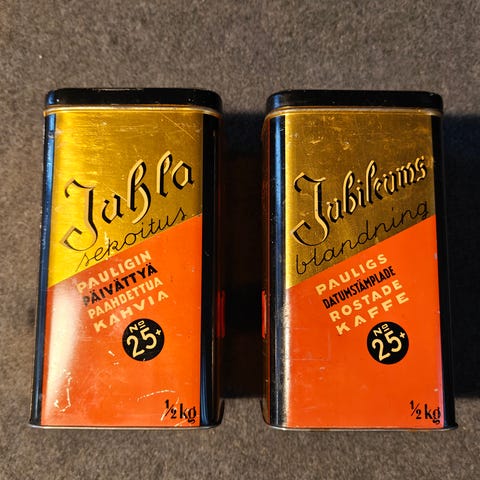 Juhla
sekoitus
PAULIGIN
PÄIVÄTTYÄ
PAAHDETTUA
KAHVIA
No
25+
1/2 kg
Jubileums
blandning
PAULIGS
DATUMSTÄMPLADE
ROSTADE
KAFFE
No
25+
1/2 kg